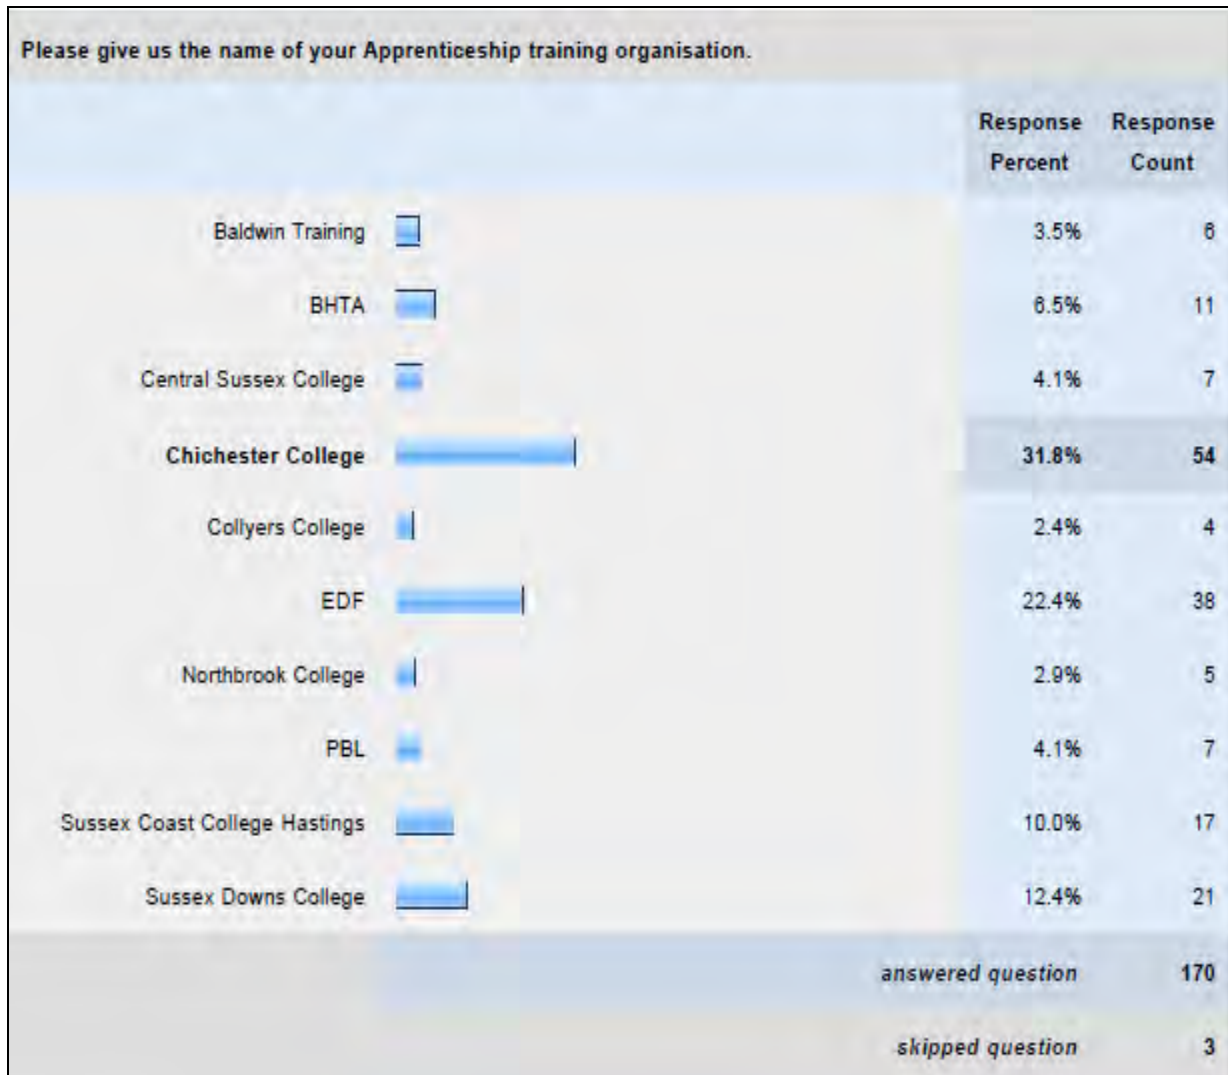 Please give us the name of your Apprenticeship training organisation.
Response Percent Response Count
Baldwin Training 3.5% 6
BHTA 6.5% 11
Central Sussex College 4.1% 7
Chichester College 31.8% 54
Collyers College 2.4% 4
EDF 22.4% 38
Northbrook College 2.9% 5
PBL 4.1% 7
Sussex Coast College Hastings 10.0% 17
Sussex Downs College 12.4% 21
answered question 170
skipped question 3